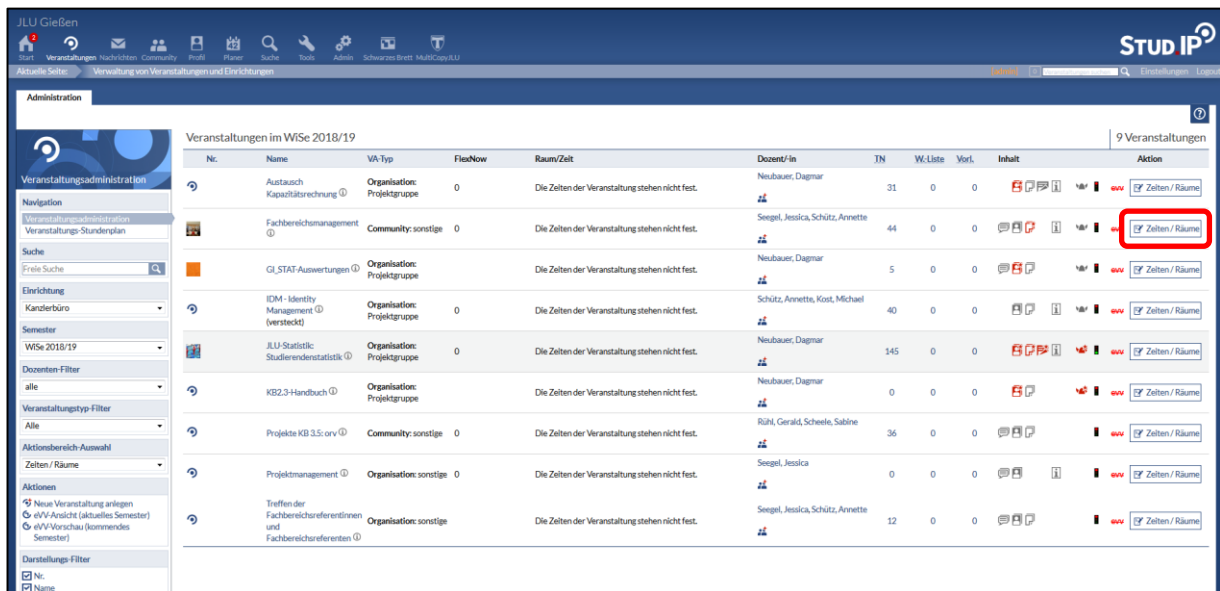 JLU Gießen
2
Start Veranstaltungen Nachrichten Community Profil Planer Suche Tools Admin Schwarzes Brett MultiCopyJLU
STUD.IP
Aktuelle Seite: Verwaltung von Veranstaltungen und Einrichtungen
Einstellungen Logout
Administration
Veranstaltungsadministration
Navigation
Veranstaltungsadministration
Veranstaltungs-Stundenplan
Suche
Freie Suche
Einrichtung
Kanzlerbüro
Semester
WiSe 2018/19
Dozenten-Filter
alle
Veranstaltungstyp-Filter
Alle
Aktionsbereich-Auswahl
Zeiten / Räume
Aktionen
Neue Veranstaltung anlegen
eVV-Ansicht (aktuelles Semester)
eVV-Vorschau (kommendes
Semester)
Darstellungs-Filter
Nr.
Name
Veranstaltungen im WiSe 2018/19
9 Veranstaltungen
Nr. Name VA-Typ FlexNow Raum/Zeit Dozent/-in TN W.-Liste Vorl. Inhalt Aktion
Austausch
Kapazitätsrechnung
Organisation:
Projektgruppe
0 Die Zeiten der Veranstaltung stehen nicht fest. Neubauer, Dagmar 31 0 0 evv Zeiten / Räume
Fachbereichsmanagement
Community: sonstige 0 Die Zeiten der Veranstaltung stehen nicht fest. Seegel, Jessica, Schütz, Annette 44 0 0 evv Zeiten / Räume
GI_STAT-Auswertungen
Organisation:
Projektgruppe
0 Die Zeiten der Veranstaltung stehen nicht fest. Neubauer, Dagmar 5 0 0 evv Zeiten / Räume
IDM - Identity
Management
(versteckt)
Organisation:
Projektgruppe
0 Die Zeiten der Veranstaltung stehen nicht fest. Schütz, Annette, Kost, Michael 40 0 0 evv Zeiten / Räume
JLU-Statistik:
Studierendenstatistik
Organisation:
Projektgruppe
0 Die Zeiten der Veranstaltung stehen nicht fest. Neubauer, Dagmar 145 0 0 evv Zeiten / Räume
KB2.3-Handbuch
Organisation:
Projektgruppe
0 Die Zeiten der Veranstaltung stehen nicht fest. Neubauer, Dagmar 0 0 0 evv Zeiten / Räume
Projekte KB 3.5: orv
Community: sonstige 0 Die Zeiten der Veranstaltung stehen nicht fest. Rühl, Gerald, Scheele, Sabine 36 0 0 evv Zeiten / Räume
Projektmanagement
Organisation: sonstige 0 Die Zeiten der Veranstaltung stehen nicht fest. Seegel, Jessica 0 0 0 evv Zeiten / Räume
Treffen der
Fachbereichsreferentinnen
und
Fachbereichsreferenten
Organisation: sonstige Die Zeiten der Veranstaltung stehen nicht fest. Seegel, Jessica, Schütz, Annette 12 0 0 evv Zeiten / Räume